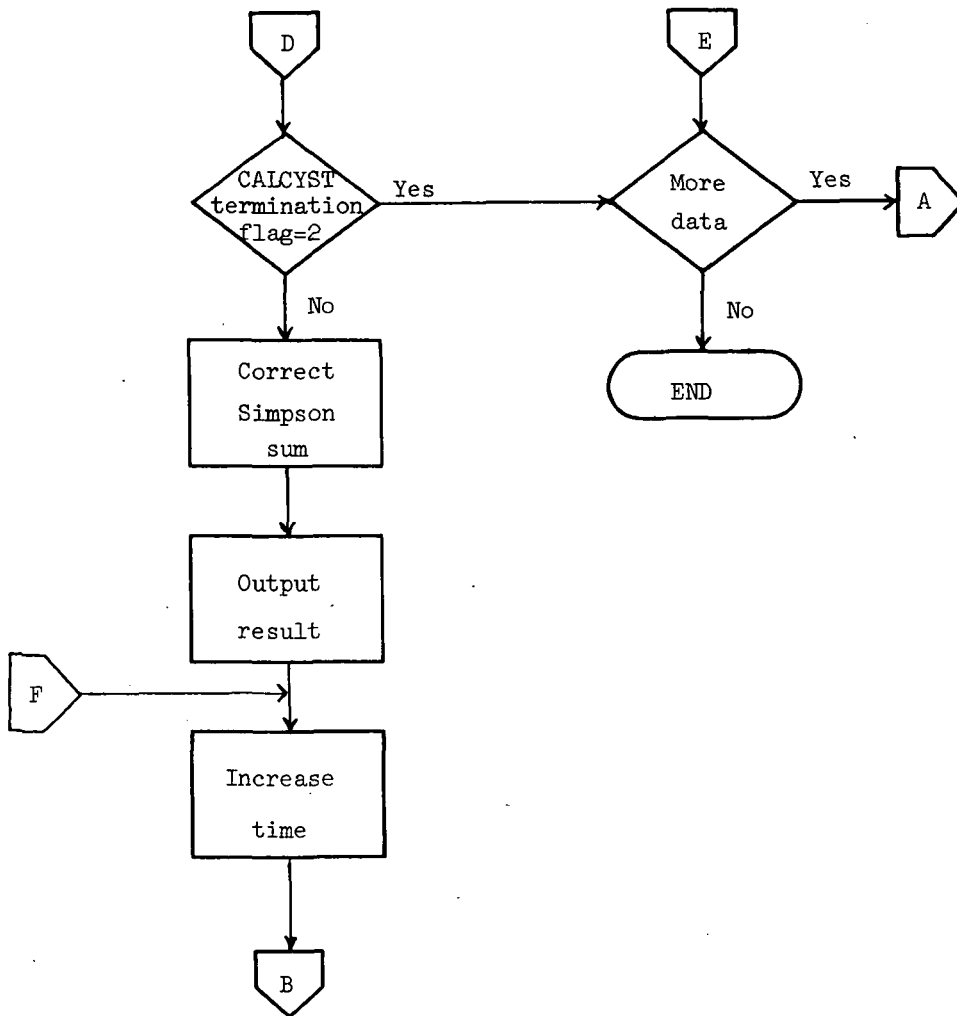 D
E
CALCYST
termination
flag=2
Yes
More
data
Yes
A
No
No
Correct
Simpson
sum
END
Output
result
F
Increase
time
B